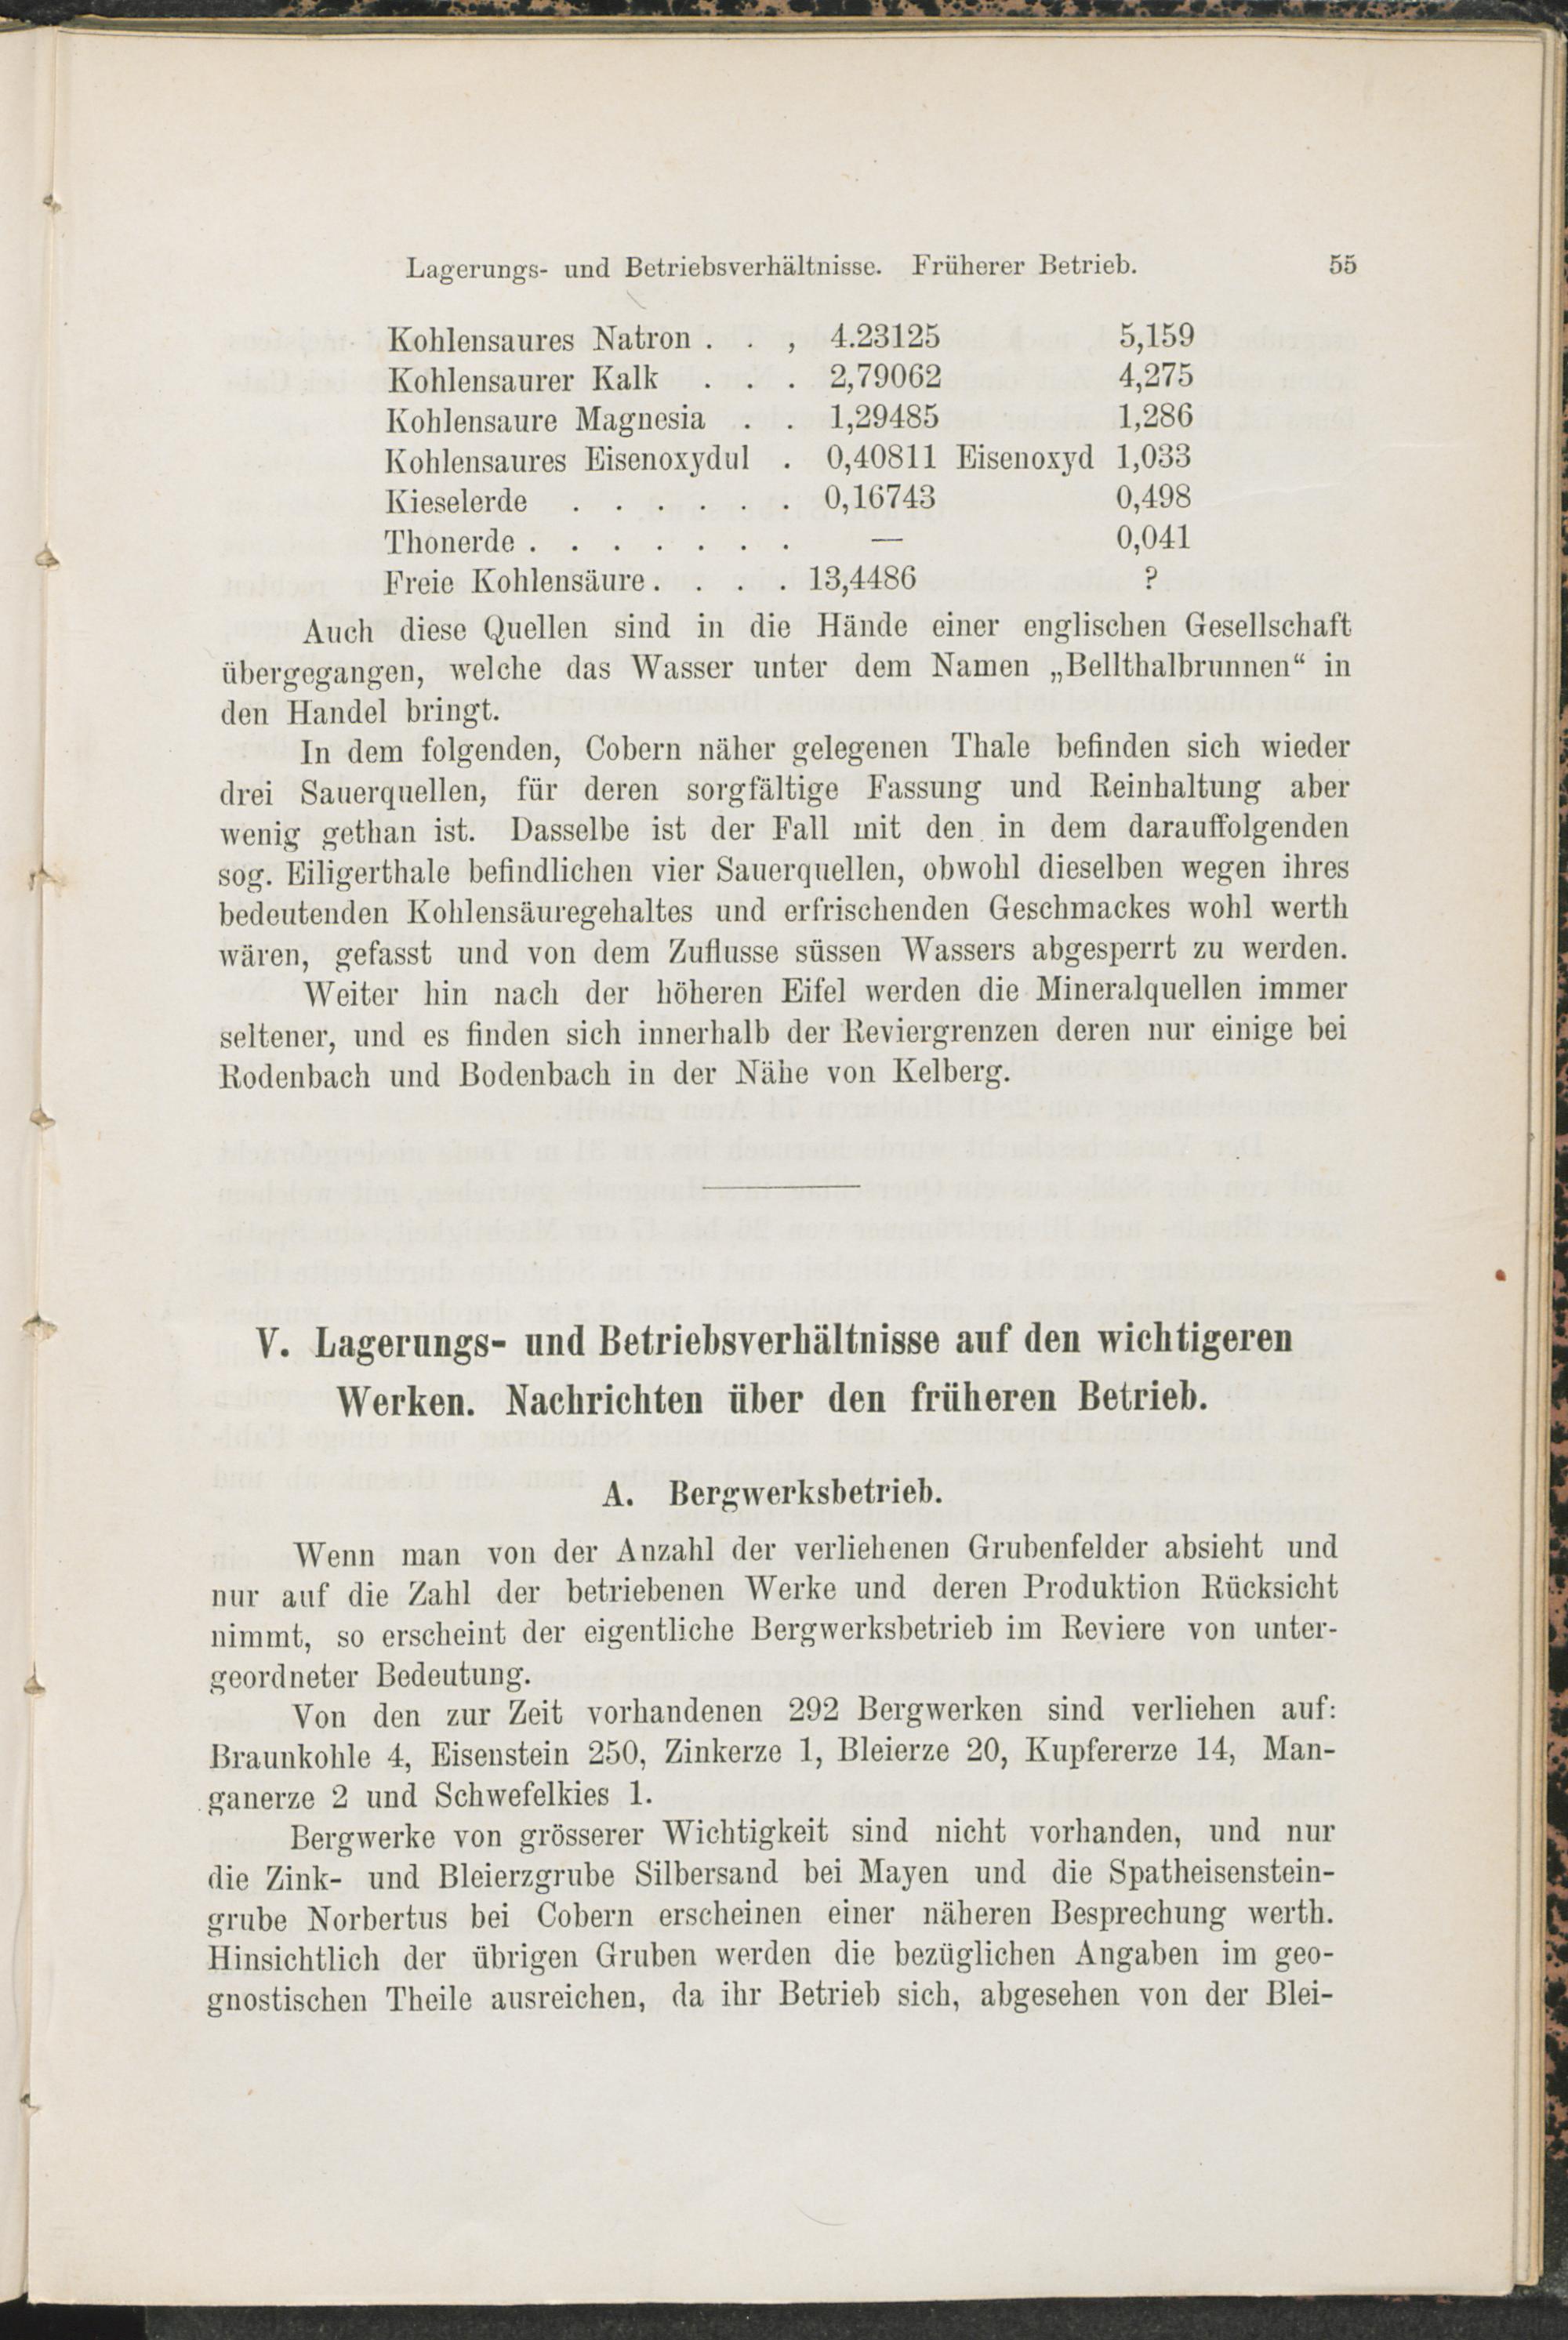 Lagerungs- und Betriebsverhältnisse. Früherer Betrieb. 55
Kohlensaures Natron . . , 4.23125 5,159
Kohlensaurer Kalk . . . 2,79062 4,275
Kohlensaure Magnesia . . 1,29485 1,286
Kohlensaures Eisenoxydul . 0,40811 Eisenoxyd 1,033
Kieselerde . . . . . . 0,16743 0,498
Thonerde . . . . . . . — 0,041
Freie Kohlensäure . . . . 13,4486 ?
Auch diese Quellen sind in die Hände einer englischen Gesellschaft
übergegangen, welche das Wasser unter dem Namen „Bellthalbrunnen“ in
den Handel bringt.
In dem folgenden, Cobern näher gelegenen Thale befinden sich wieder
drei Sauerquellen, für deren sorgfältige Fassung und Reinhaltung aber
wenig gethan ist. Dasselbe ist der Fall mit den in dem darauffolgenden
sog. Eiligerthale befindlichen vier Sauerquellen, obwohl dieselben wegen ihres
bedeutenden Kohlensäuregehaltes und erfrischenden Geschmackes wohl werth
wären, gefasst und von dem Zuflusse süssen Wassers abgesperrt zu werden.
Weiter hin nach der höheren Eifel werden die Mineralquellen immer
seltener, und es finden sich innerhalb der Reviergrenzen deren nur einige bei
Rodenbach und Bodenbach in der Nähe von Kelberg.
V. Lagerungs- und Betriebsverhältnisse auf den wichtigeren
Werken. Nachrichten über den früheren Betrieb.
A. Bergwerksbetrieb.
Wenn man von der Anzahl der verliehenen Grubenfelder absieht und
nur auf die Zahl der betriebenen Werke und deren Produktion Rücksicht
nimmt, so erscheint der eigentliche Bergwerksbetrieb im Reviere von unter-
geordneter Bedeutung.
Von den zur Zeit vorhandenen 292 Bergwerken sind verliehen auf:
Braunkohle 4, Eisenstein 250, Zinkerze 1, Bleierze 20, Kupfererze 14, Man-
ganerze 2 und Schwefelkies 1.
Bergwerke von grösserer Wichtigkeit sind nicht vorhanden, und nur
die Zink- und Bleierzgrube Silbersand bei Mayen und die Spatheisenstein-
grube Norbertus bei Cobern erscheinen einer näheren Besprechung werth.
Hinsichtlich der übrigen Gruben werden die bezüglichen Angaben im geo-
gnostischen Theile ausreichen, da ihr Betrieb sich, abgesehen von der Blei-